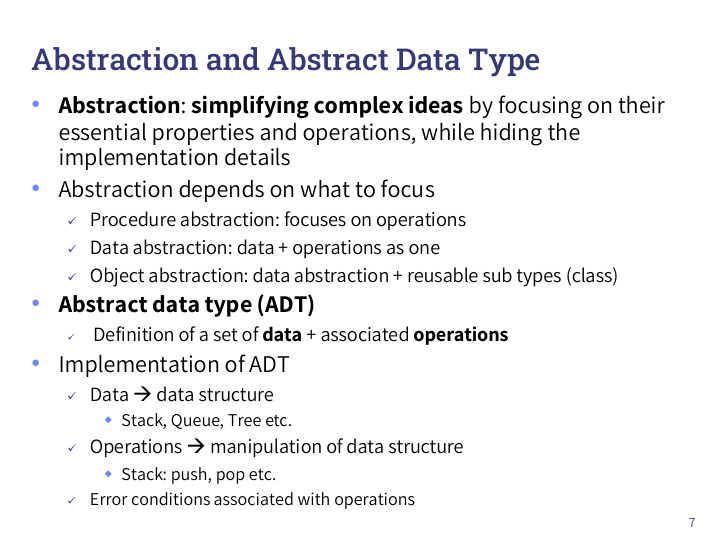 Abstraction and Abstract Data Type
• Abstraction: simplifying complex ideas by focusing on their
essential properties and operations, while hiding the
implementation details
• Abstraction depends on what to focus
✓ Procedure abstraction: focuses on operations
✓ Data abstraction: data + operations as one
✓ Object abstraction: data abstraction + reusable sub types (class)
• Abstract data type (ADT)
✓ Definition of a set of data + associated operations
• Implementation of ADT
✓ Data → data structure
◆ Stack, Queue, Tree etc.
✓ Operations → manipulation of data structure
◆ Stack: push, pop etc.
✓ Error conditions associated with operations
7